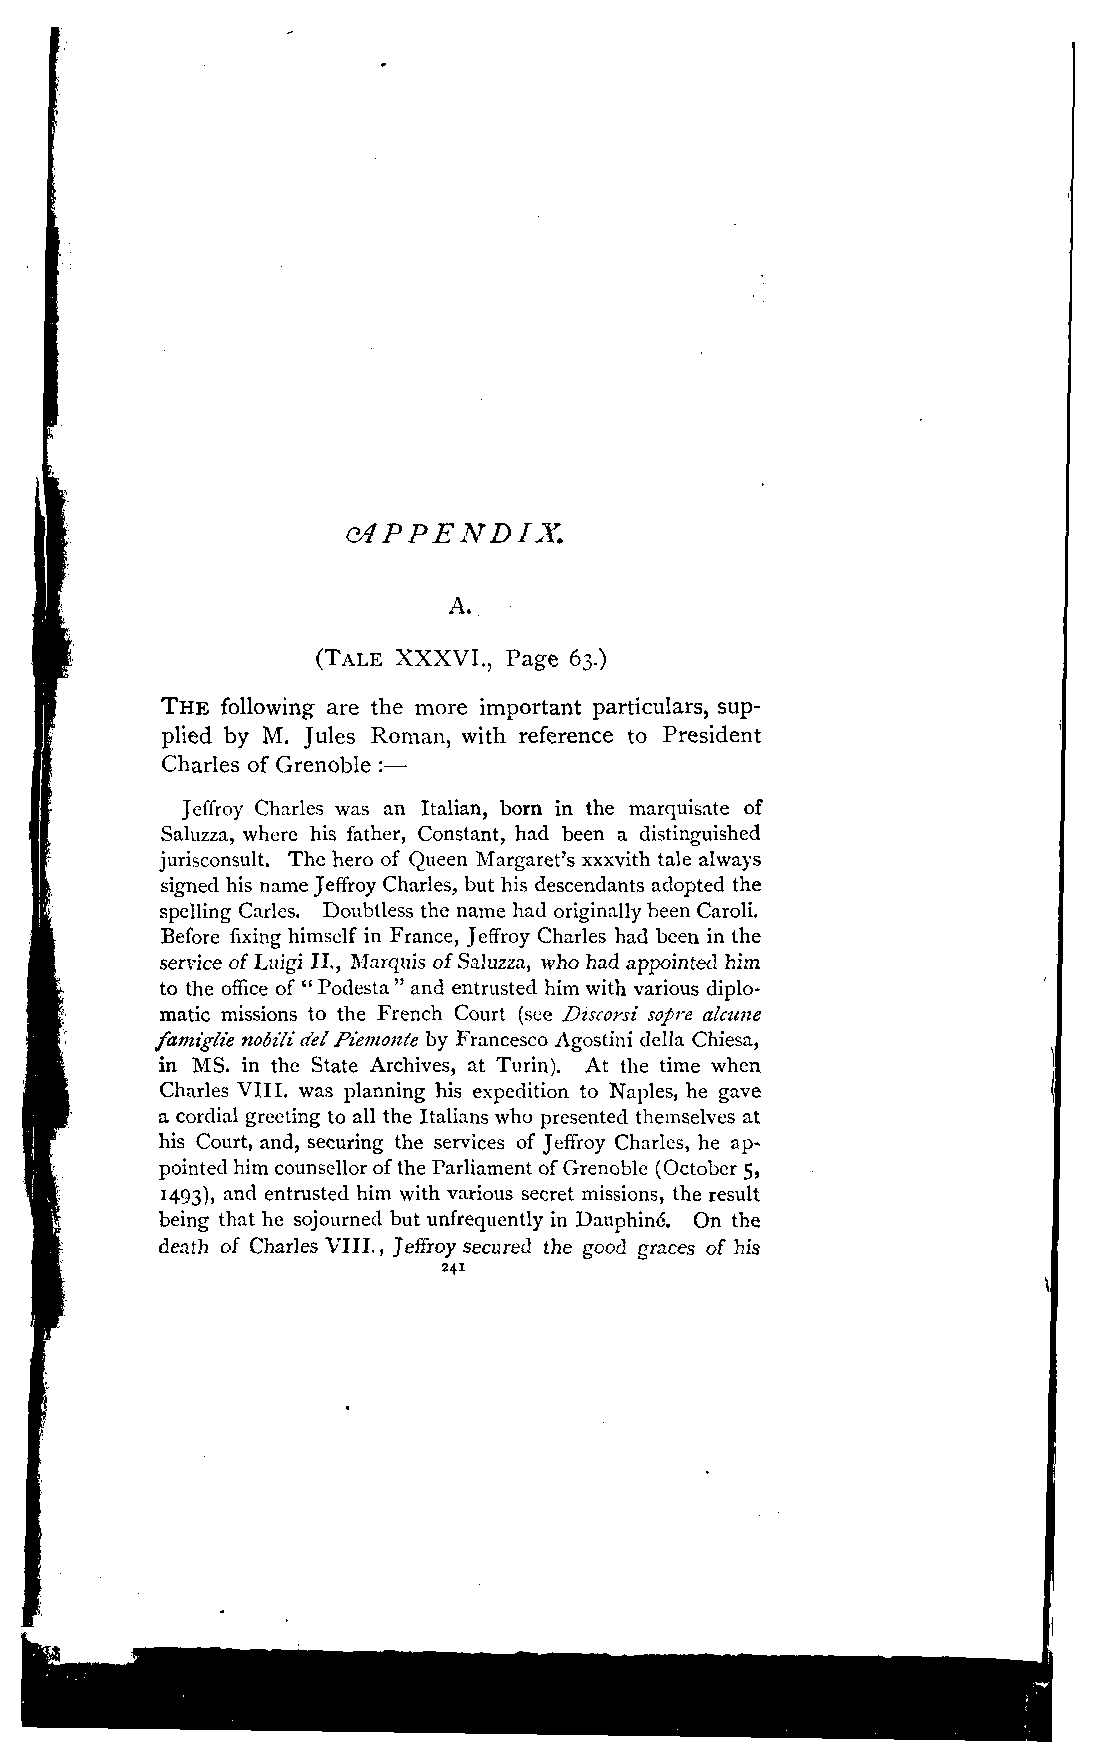 APPENDIX.
A.
(TALE XXXVI., Page 63.)
THE following are the more important particulars, sup-
plied by M. Jules Roman, with reference to President
Charles of Grenoble :—
Jeffroy Charles was an Italian, born in the marquisate of
Saluzza, where his father, Constant, had been a distinguished
jurisconsult. The hero of Queen Margaret's xxxvith tale always
signed his name Jeffroy Charles, but his descendants adopted the
spelling Carles. Doubtless the name had originally been Caroli.
Before fixing himself in France, Jeffroy Charles had been in the
service of Luigi II., Marquis of Saluzza, who had appointed him
to the office of “Podesta” and entrusted him with various diplo-
matic missions to the French Court (see Discorsi sopre alcune
famiglie nobili del Piemonte by Francesco Agostini della Chiesa,
in MS. in the State Archives, at Turin). At the time when
Charles VIII. was planning his expedition to Naples, he gave
a cordial greeting to all the Italians who presented themselves at
his Court, and, securing the services of Jeffroy Charles, he ap-
pointed him counsellor of the Parliament of Grenoble (October 5,
1493), and entrusted him with various secret missions, the result
being that he sojourned but unfrequently in Dauphiné. On the
death of Charles VIII., Jeffroy secured the good graces of his
241